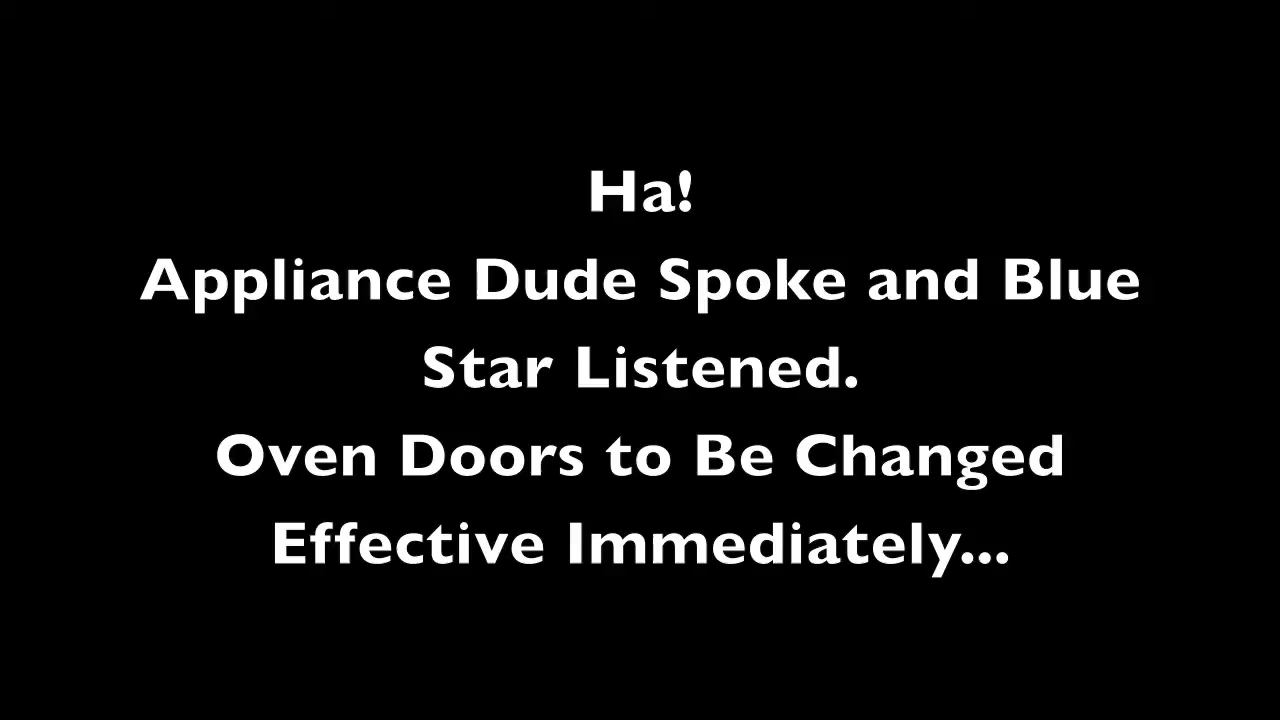 Ha!
Appliance Dude Spoke and Blue
Star Listened.
Oven Doors to Be Changed
Effective Immediately...